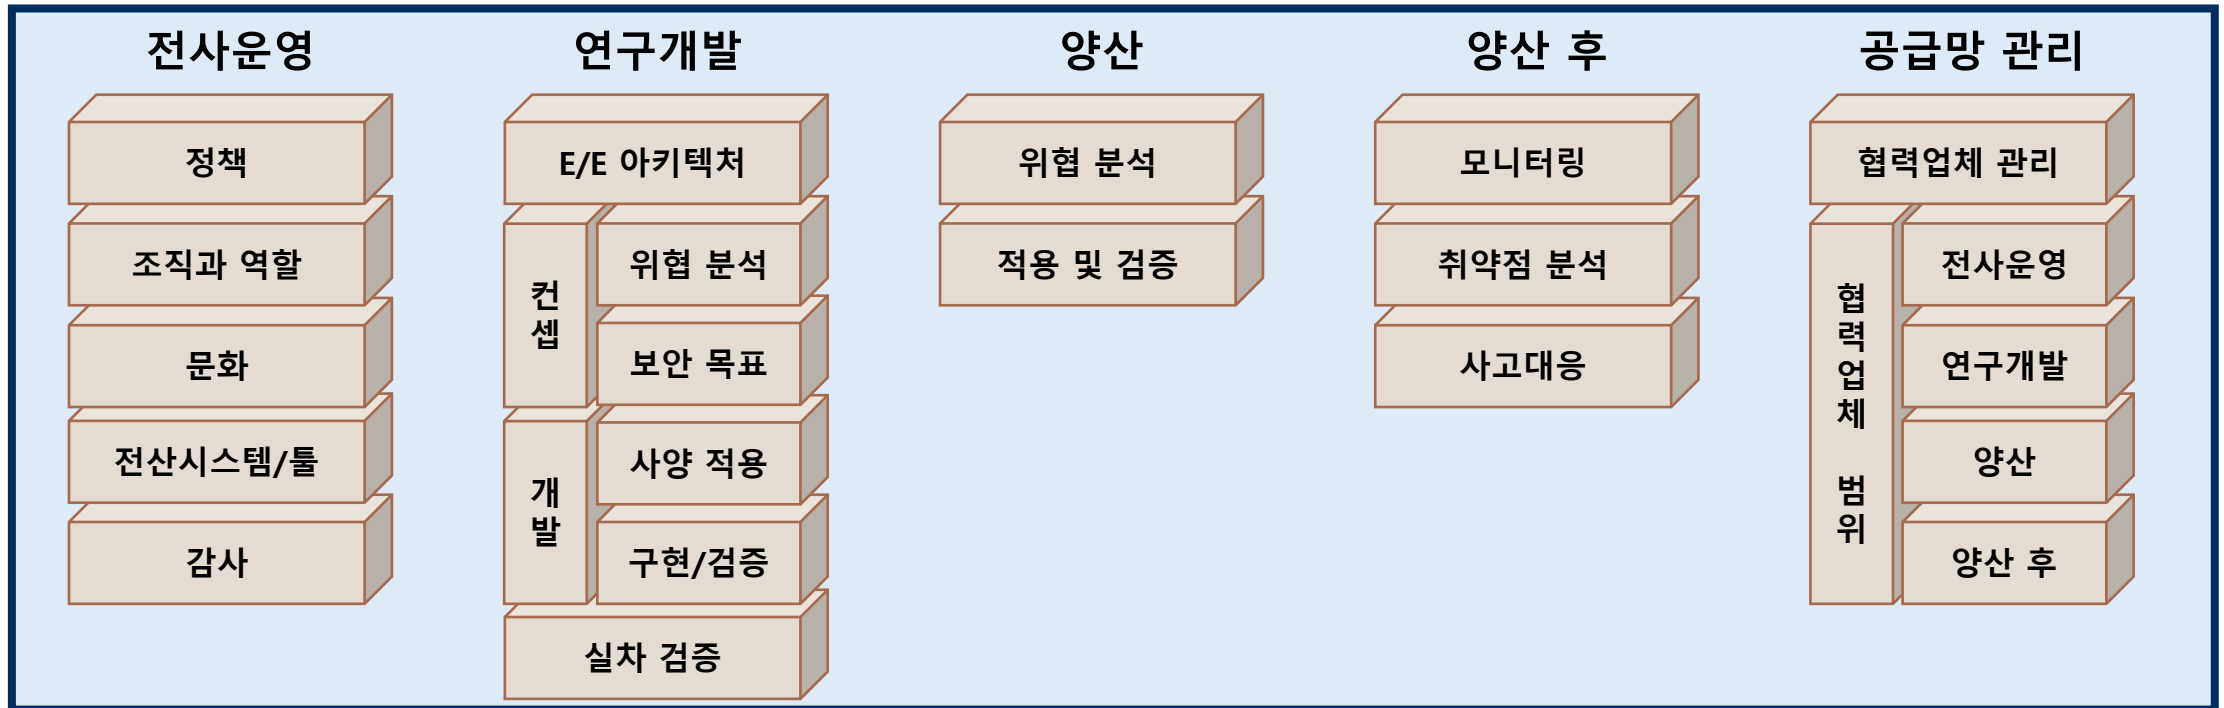 전사운영
정책
조직과 역할
문화
전산시스템/툴
감사
연구개발
E/E 아키텍처
컨셉
위협 분석
보안 목표
개발
사양 적용
구현/검증
실차 검증
양산
위협 분석
적용 및 검증
양산 후
모니터링
취약점 분석
사고대응
공급망 관리
협력업체 관리
협력업체 범위
전사운영
연구개발
양산
양산 후